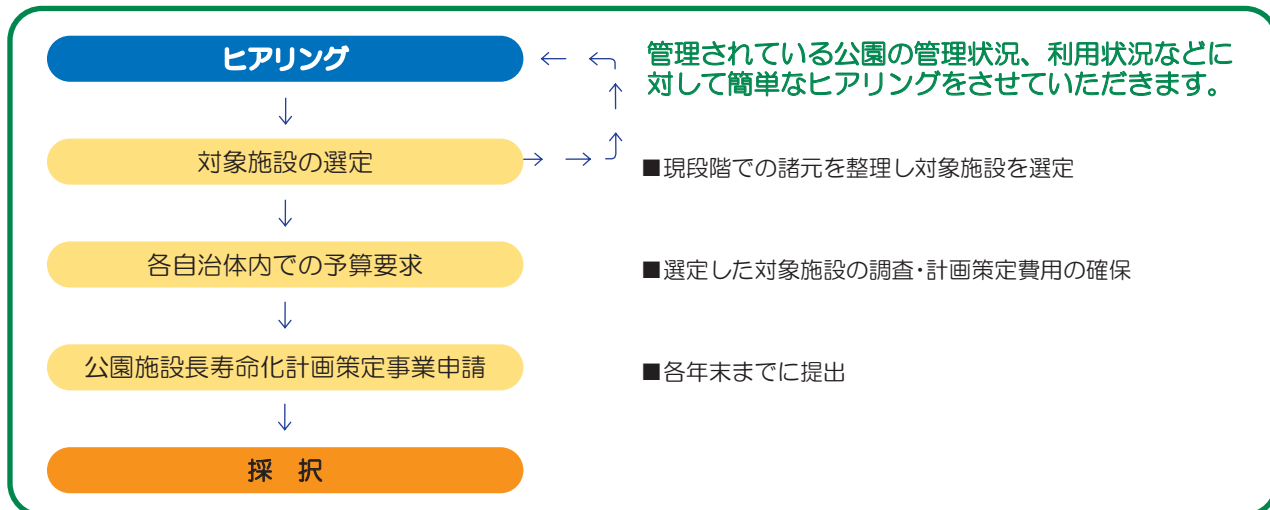 ヒアリング
管理されている公園の管理状況、利用状況などに
対して簡単なヒアリングをさせていただきます。
対象施設の選定
■現段階での諸元を整理し対象施設を選定
各自治体内での予算要求
■選定した対象施設の調査・計画策定費用の確保
公園施設長寿命化計画策定事業申請
■各年末までに提出
採　択